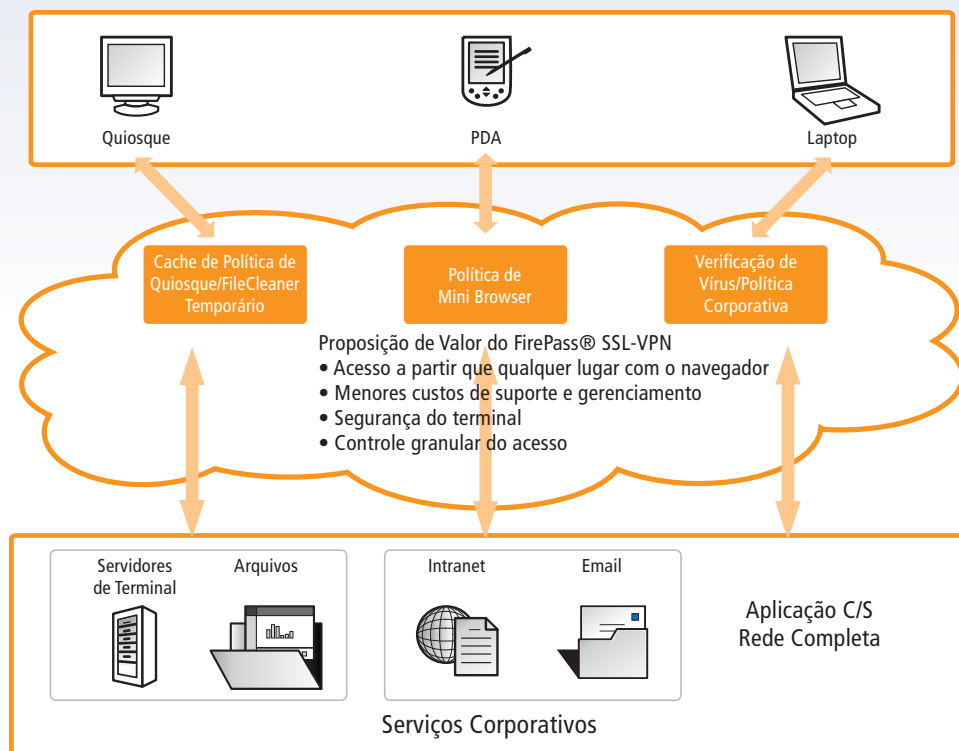 Quiosque
PDA
Laptop
Cache de Política de
Quiosque/FileCleaner
Temporário
Política de
Mini Browser
Verificação de
Vírus/Política
Corporativa
Proposição de Valor do FirePass® SSL-VPN
• Acesso a partir que qualquer lugar com o navegador
• Menores custos de suporte e gerenciamento
• Segurança do terminal
• Controle granular do acesso
Servidores
de Terminal
Arquivos
Intranet
Email
Aplicação C/S
Rede Completa
Serviços Corporativos